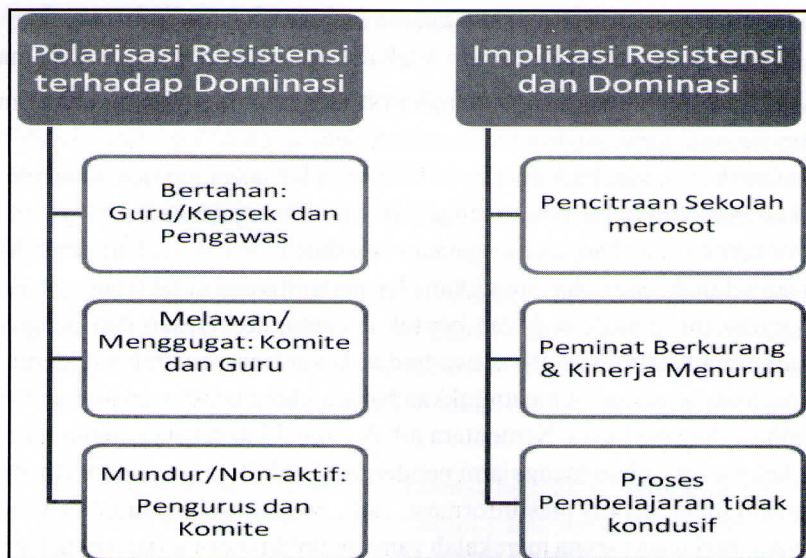 Polarisasi Resistensi
terhadap Dominasi
Bertahan:
Guru/Kepsek dan
Pengawas
Melawan/
Menggugat: Komite
dan Guru
Mundur/Non-aktif:
Pengurus dan
Komite
Implikasi Resistensi
dan Dominasi
Pencitraan Sekolah
merosot
Peminat Berkurang
& Kinerja Menurun
Proses
Pembelajaran tidak
kondusif